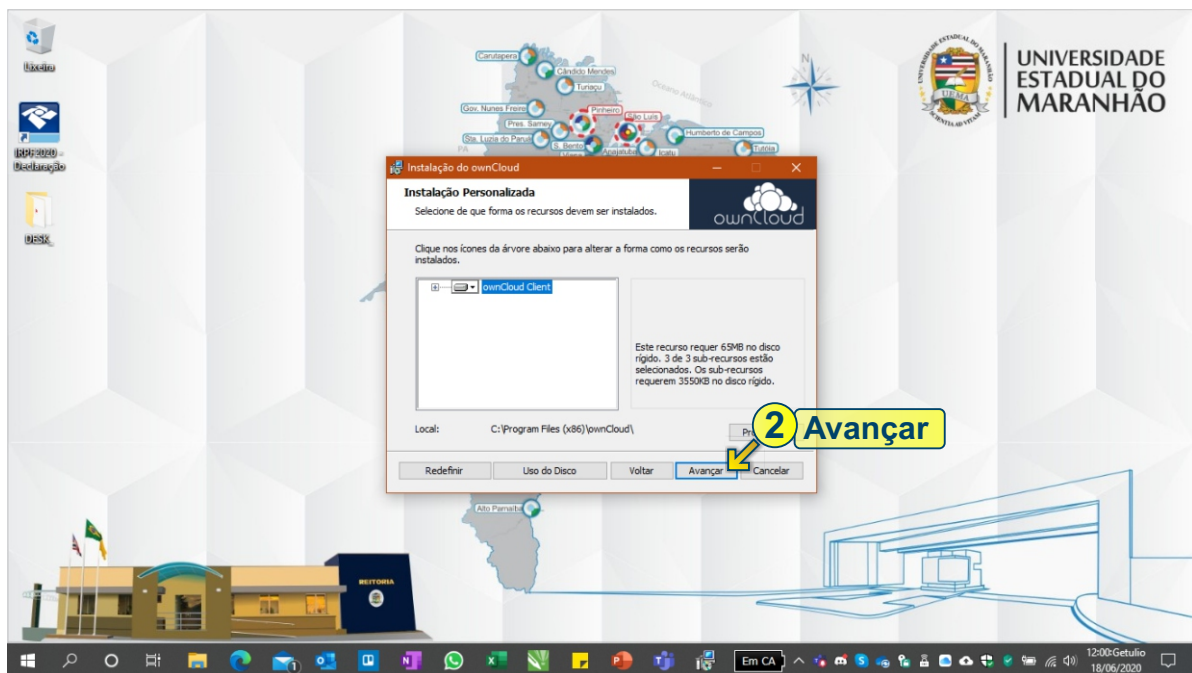 Lixeira
IRPF2020 -
Declaração
DESK_
UNIVERSIDADE
ESTADUAL DO
MARANHÃO
N
Carutapera
Cândido Mendes
Turiaçu
Oceano Atlântico
Gov. Nunes Freire
Pinheiro
São Luís
Pres. Sarney
Humberto de Campos
Sta. Luzia do Paruá
S. Bento
Tutóia
PA
Viana
Anajatuba
Icatu
Instalação do ownCloud
Instalação Personalizada
Selecione de que forma os recursos devem ser instalados.
ownCloud
Clique nos ícones da árvore abaixo para alterar a forma como os recursos serão
instalados.
ownCloud Client
Este recurso requer 65MB no disco
rígido. 3 de 3 sub-recursos estão
selecionados. Os sub-recursos
requerem 3550KB no disco rígido.
Local: C:\Program Files (x86)\ownCloud\
2 Avançar
Redefinir Uso do Disco Voltar Avançar Cancelar
Alto Parnaíba
REITORIA
Em CA
12:00:Getulio
18/06/2020